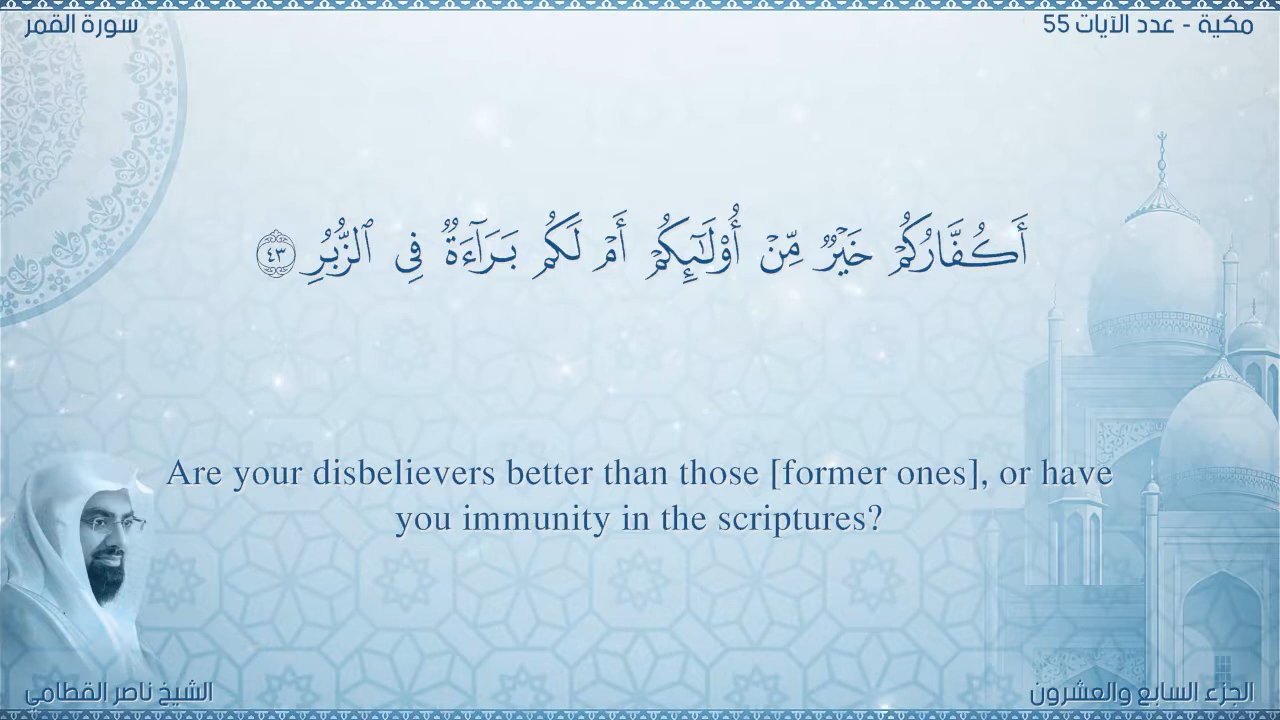 سورة القمر
مكية - عدد الآيات 55
أَكُفَّارُكُمْ خَيْرٌ مِّنْ أُو۟لَـٰٓئِكُمْ أَمْ لَكُم بَرَآءَةٌ فِى ٱلزُّبُرِ ٤٣
Are your disbelievers better than those [former ones], or have
you immunity in the scriptures?
الشيخ ناصر القطامي
الجزء السابع والعشرون